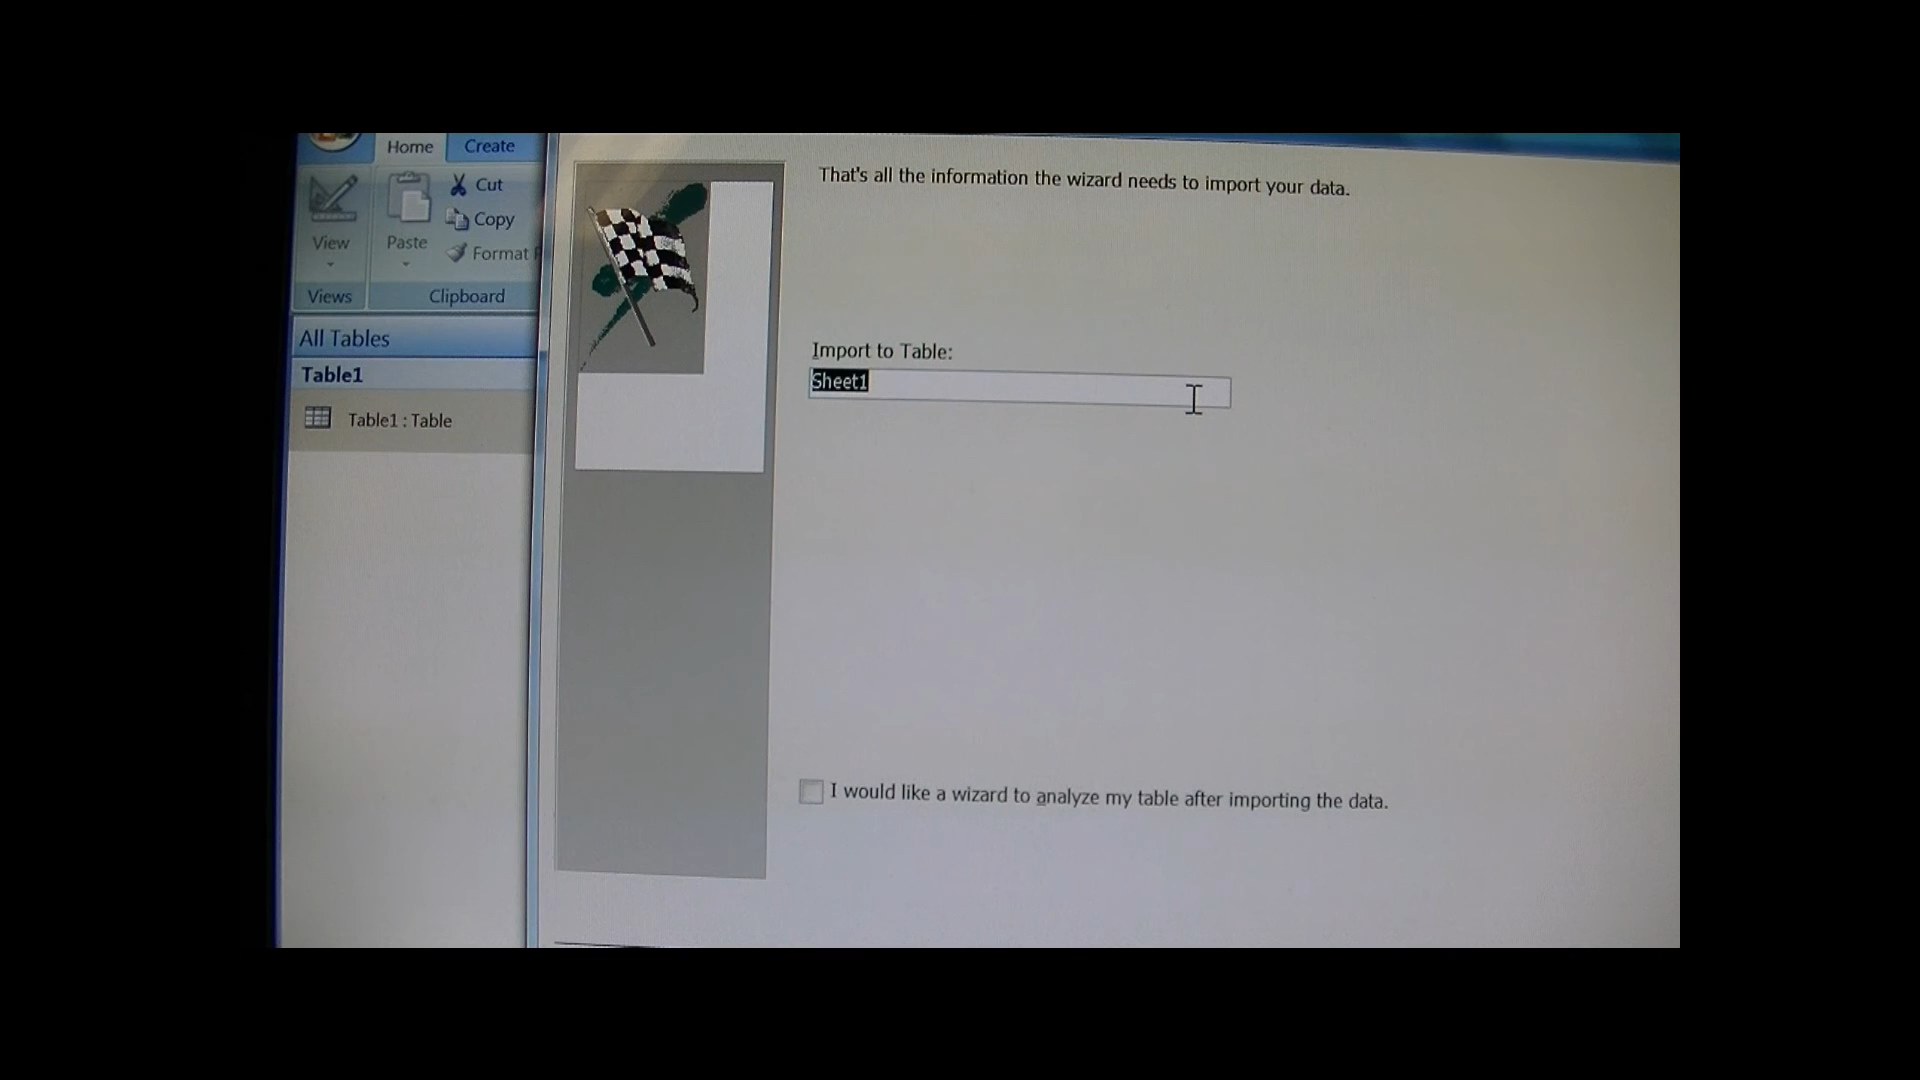 Home Create
Cut
Copy
Format
View
Paste
Views
Clipboard
All Tables
Table1
Table1 : Table
That's all the information the wizard needs to import your data.
Import to Table:
Sheet1
I would like a wizard to analyze my table after importing the data.